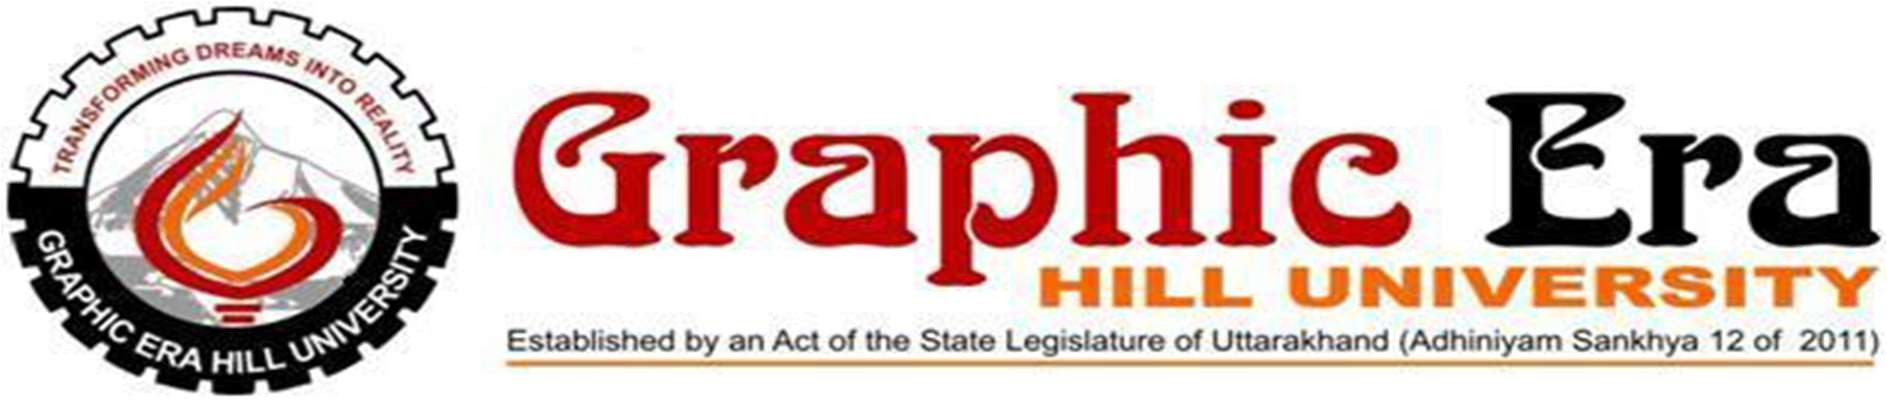 TRANSFORMING DREAMS INTO REALITY
GRAPHIC ERA HILL UNIVERSITY
Graphic Era
HILL UNIVERSITY
Established by an Act of the State Legislature of Uttarakhand (Adhiniyam Sankhya 12 of 2011)